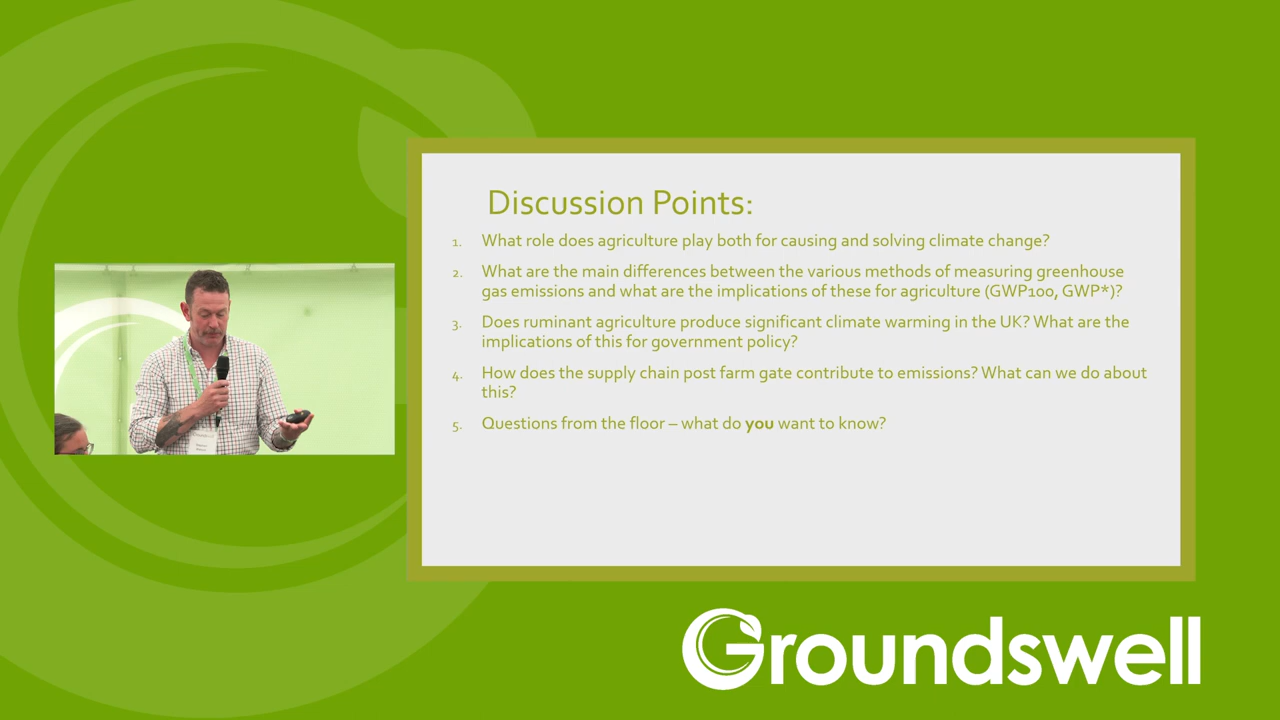 Discussion Points:
1. What role does agriculture play both for causing and solving climate change?
2. What are the main differences between the various methods of measuring greenhouse
gas emissions and what are the implications of these for agriculture (GWP100, GWP*)?
3. Does ruminant agriculture produce significant climate warming in the UK? What are the
implications of this for government policy?
4. How does the supply chain post farm gate contribute to emissions? What can we do about
this?
5. Questions from the floor – what do you want to know?
Groundswell